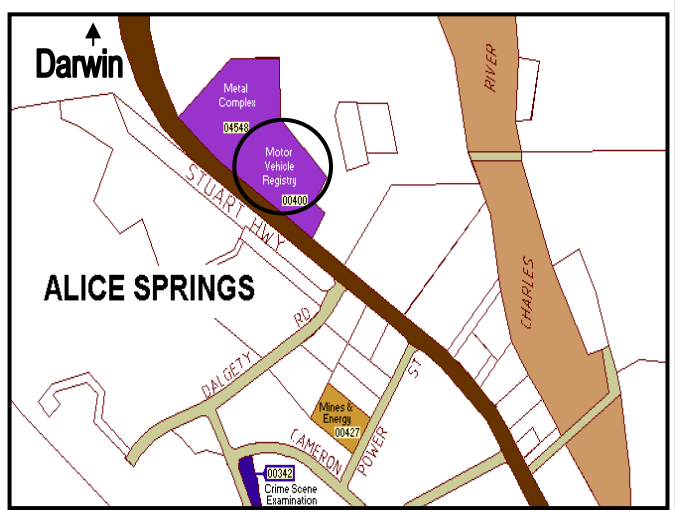 Darwin
Metal
Complex
04548
Motor
Vehicle
Registry
00400
STUART HWY
RIVER
CHARLES
ALICE SPRINGS
DALGETY RD
Mines &
Energy
00427
CAMERON
POWER ST
00342
Crime Scene
Examination